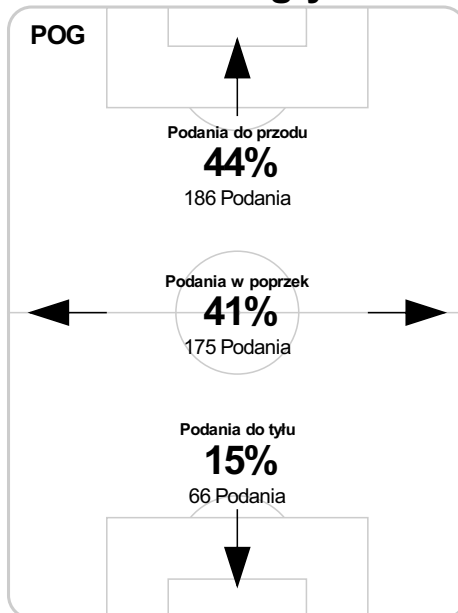 POG
Podania do przodu
44%
186 Podania
Podania w poprzek
41%
175 Podania
Podania do tyłu
15%
66 Podania